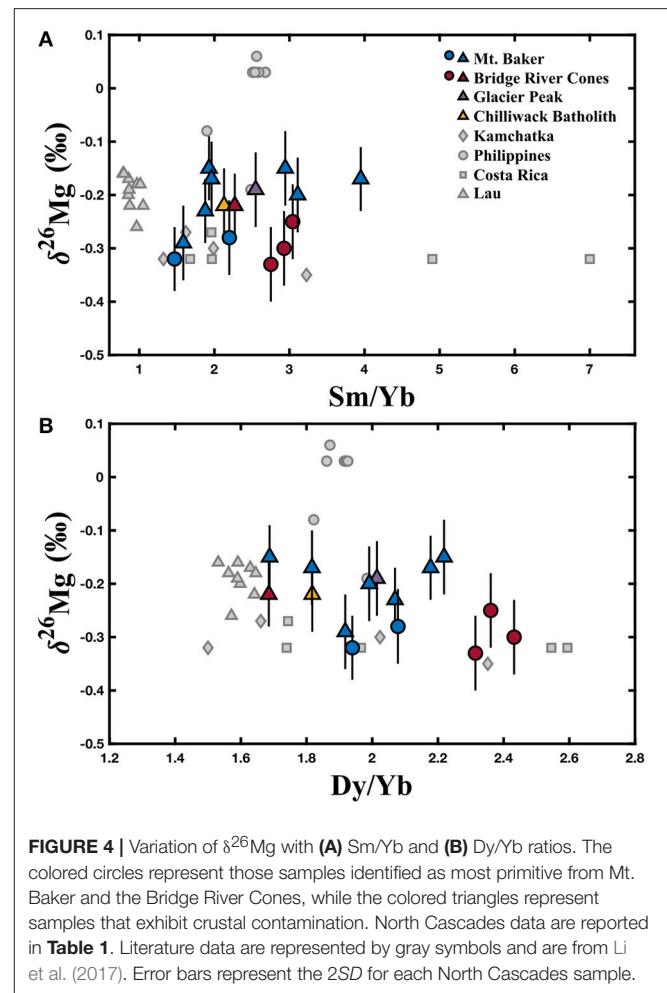 A
0.1
0
-0.1
-0.2
-0.3
-0.4
-0.5
δ26Mg (‰)
Mt. Baker
Bridge River Cones
Glacier Peak
Chilliwack Batholith
Kamchatka
Philippines
Costa Rica
Lau
1 2 3 4 5 6 7
Sm/Yb
B
0.1
0
-0.1
-0.2
-0.3
-0.4
-0.5
δ26Mg (‰)
1.2 1.4 1.6 1.8 2 2.2 2.4 2.6 2.8
Dy/Yb
FIGURE 4 | Variation of δ26Mg with (A) Sm/Yb and (B) Dy/Yb ratios. The
colored circles represent those samples identified as most primitive from Mt.
Baker and the Bridge River Cones, while the colored triangles represent
samples that exhibit crustal contamination. North Cascades data are reported
in Table 1. Literature data are represented by gray symbols and are from Li
et al. (2017). Error bars represent the 2SD for each North Cascades sample.